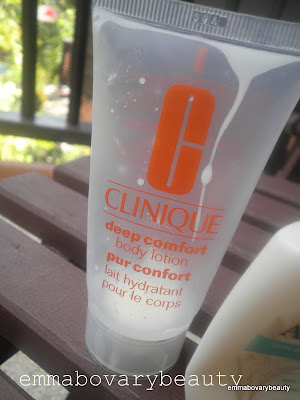 C
CLINIQUE
deep comfort
body lotion
pur confort
lait hydratant
pour le corps
emmabovarybeauty
emmabovarybeauty